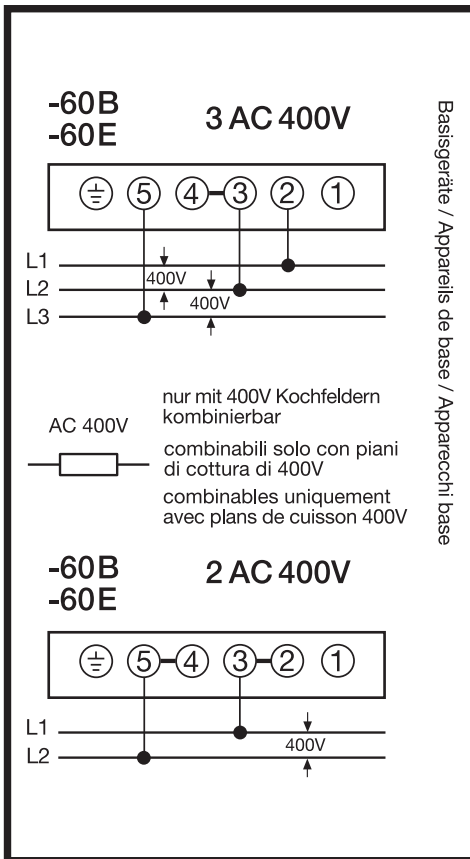 -60B
-60E
3 AC 400V
⏚ 5 4 3 2 1
L1
400V
L2
400V
L3
AC 400V
nur mit 400V Kochfeldern
kombinierbar
combinabili solo con piani
di cottura di 400V
combinables uniquement
avec plans de cuisson 400V
-60B
-60E
2 AC 400V
⏚ 5 4 3 2 1
L1
400V
L2
Basisgeräte / Appareils de base / Apparecchi base